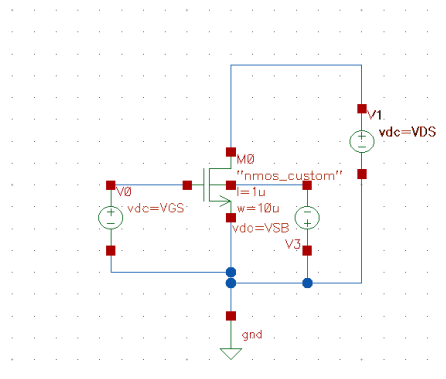 V1
vdc=VDS
M0
"nmos_custom"
l=1u
w=10u
V0
vdc=VGS
vdc=VSB
V3
gnd